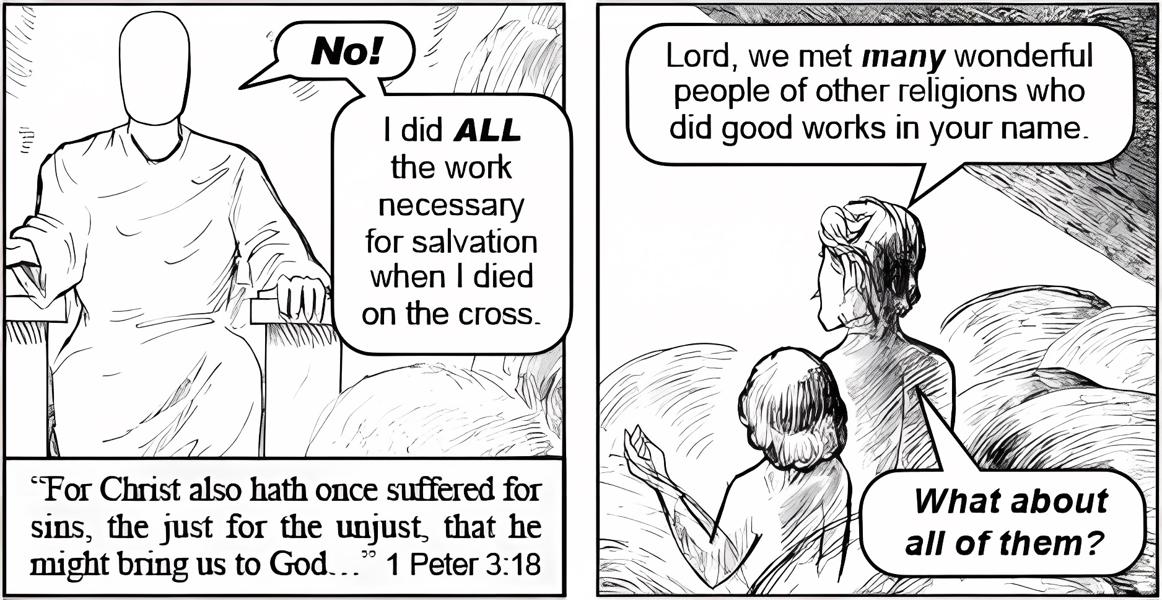 No!
I did ALL
the work
necessary
for salvation
when I died
on the cross.
“For Christ also hath once suffered for
sins, the just for the unjust, that he
might bring us to God...” 1 Peter 3:18
Lord, we met many wonderful
people of other religions who
did good works in your name.
What about
all of them?